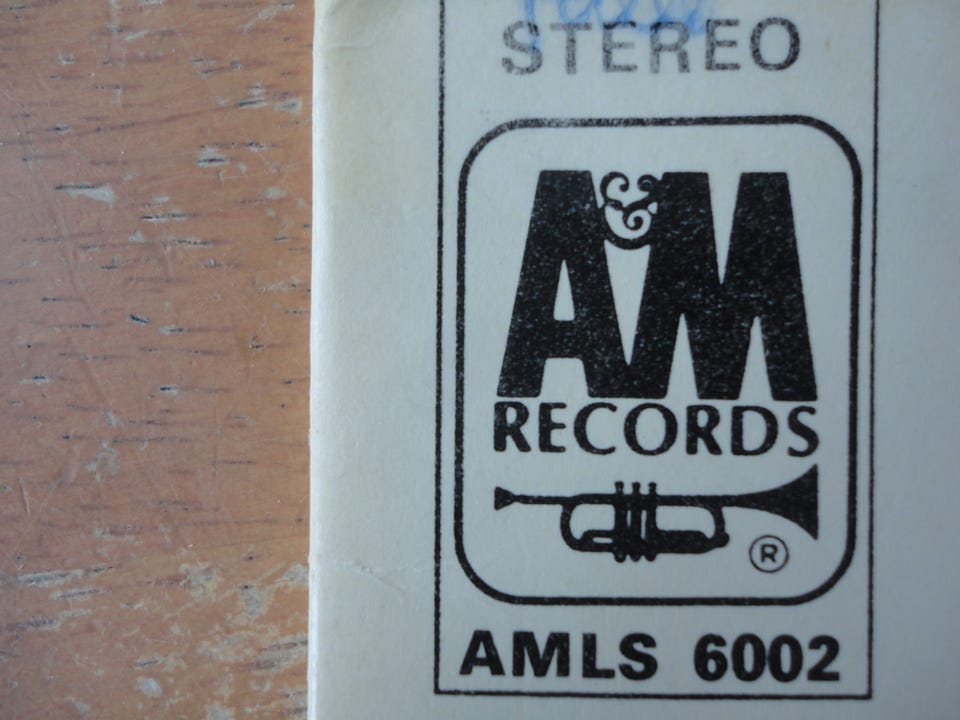 STEREO
A&M
RECORDS
®
AMLS 6002